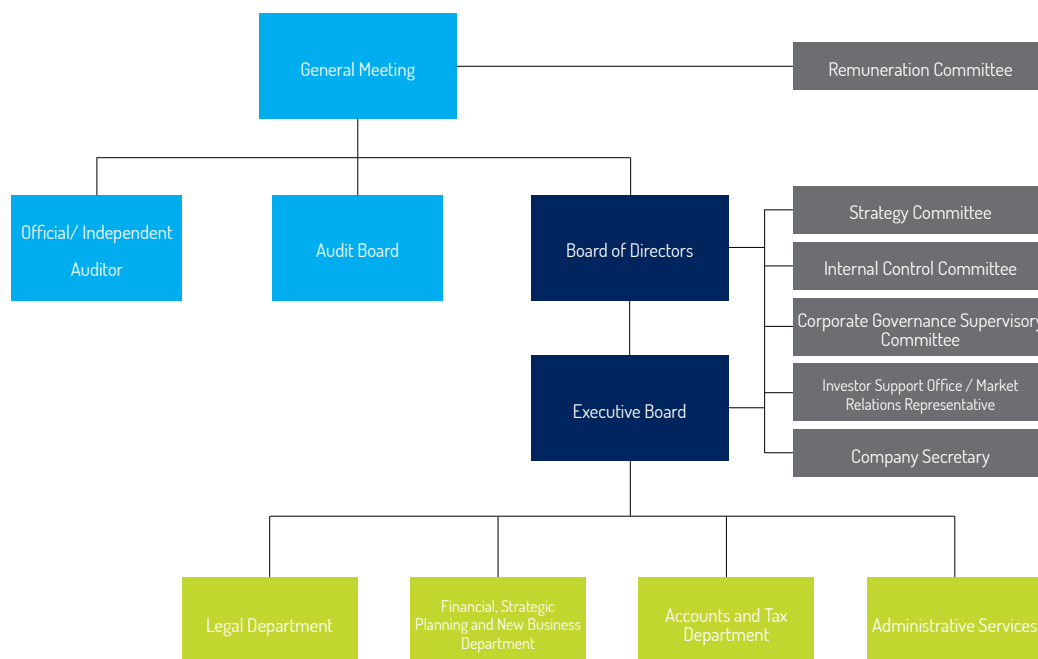 General Meeting
Remuneration Committee
Official/ Independent
Auditor
Audit Board
Board of Directors
Strategy Committee
Internal Control Committee
Corporate Governance Supervisory
Committee
Executive Board
Investor Support Office / Market
Relations Representative
Company Secretary
Legal Department
Financial, Strategic
Planning and New Business
Department
Accounts and Tax
Department
Administrative Services